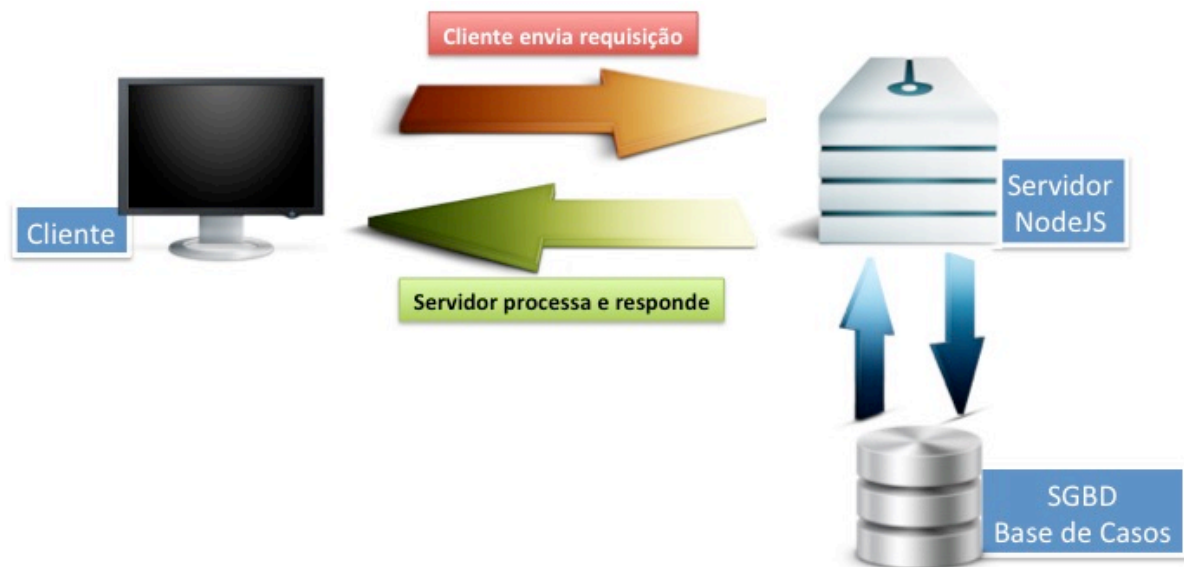 Cliente envia requisição
Cliente
Servidor
NodeJS
Servidor processa e responde
SGBD
Base de Casos